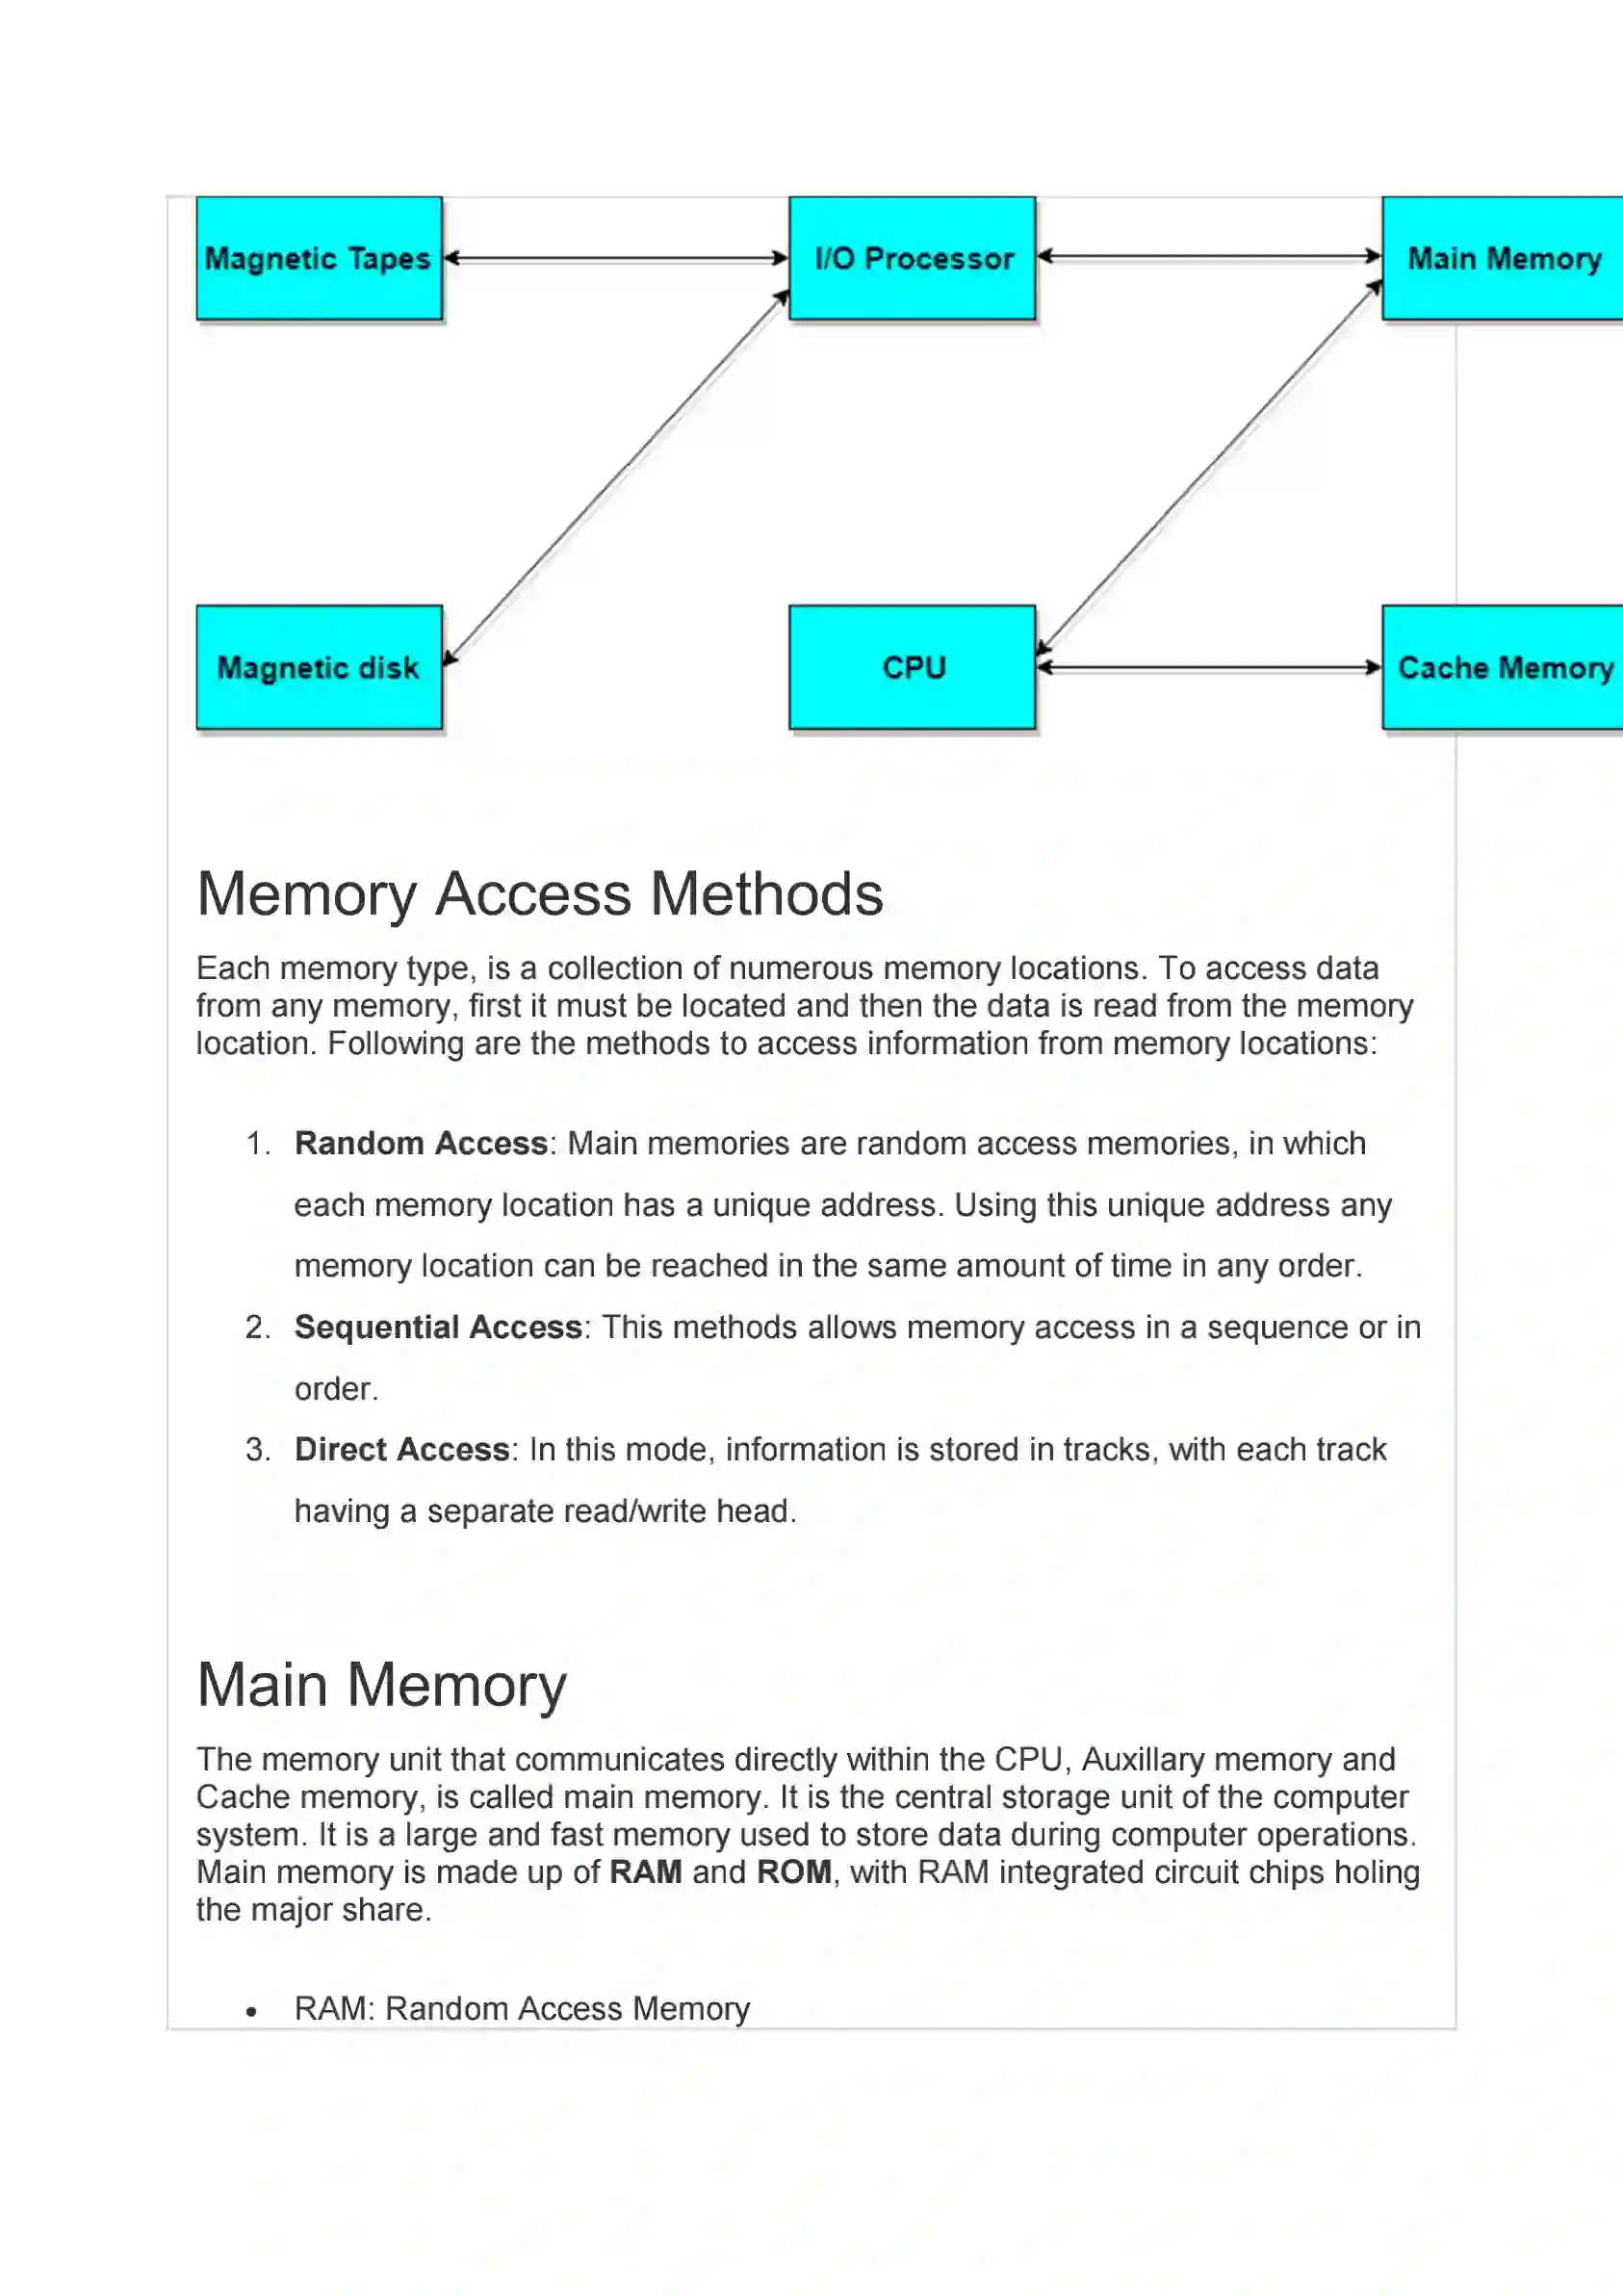 Magnetic Tapes
I/O Processor
Main Memory
Magnetic disk
CPU
Cache Memory
Memory Access Methods
Each memory type, is a collection of numerous memory locations. To access data
from any memory, first it must be located and then the data is read from the memory
location. Following are the methods to access information from memory locations:
1. Random Access: Main memories are random access memories, in which
each memory location has a unique address. Using this unique address any
memory location can be reached in the same amount of time in any order.
2. Sequential Access: This methods allows memory access in a sequence or in
order.
3. Direct Access: In this mode, information is stored in tracks, with each track
having a separate read/write head.
Main Memory
The memory unit that communicates directly within the CPU, Auxillary memory and
Cache memory, is called main memory. It is the central storage unit of the computer
system. It is a large and fast memory used to store data during computer operations.
Main memory is made up of RAM and ROM, with RAM integrated circuit chips holing
the major share.
• RAM: Random Access Memory